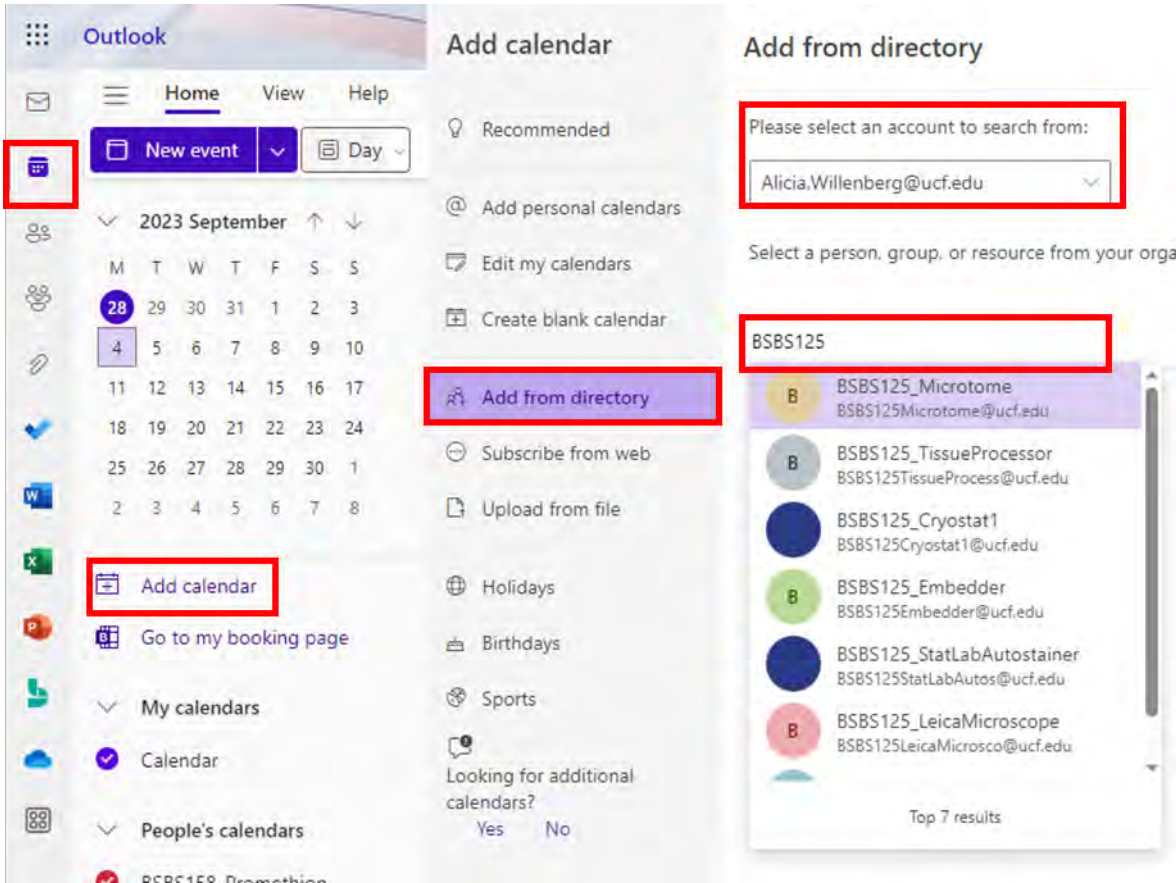 Outlook
Home View Help
New event Day
2023 September
M T W T F S S
28 29 30 31 1 2 3
4 5 6 7 8 9 10
11 12 13 14 15 16 17
18 19 20 21 22 23 24
25 26 27 28 29 30 1
2 3 4 5 6 7 8
Add calendar
Go to my booking page
My calendars
Calendar
People's calendars
BSBS158_Promethion
Add calendar
Recommended
Add personal calendars
Edit my calendars
Create blank calendar
Add from directory
Subscribe from web
Upload from file
Holidays
Birthdays
Sports
Looking for additional
calendars?
Yes No
Add from directory
Please select an account to search from:
Alicia.Willenberg@ucf.edu
Select a person, group, or resource from your orga
BSBS125
B
BSBS125_Microtome
BSBS125Microtome@ucf.edu
B
BSBS125_TissueProcessor
BSBS125TissueProcess@ucf.edu
BSBS125_Cryostat1
BSBS125Cryostat1@ucf.edu
B
BSBS125_Embedder
BSBS125Embedder@ucf.edu
BSBS125_StatLabAutostainer
BSBS125StatLabAutos@ucf.edu
B
BSBS125_LeicaMicroscope
BSBS125LeicaMicrosco@ucf.edu
Top 7 results